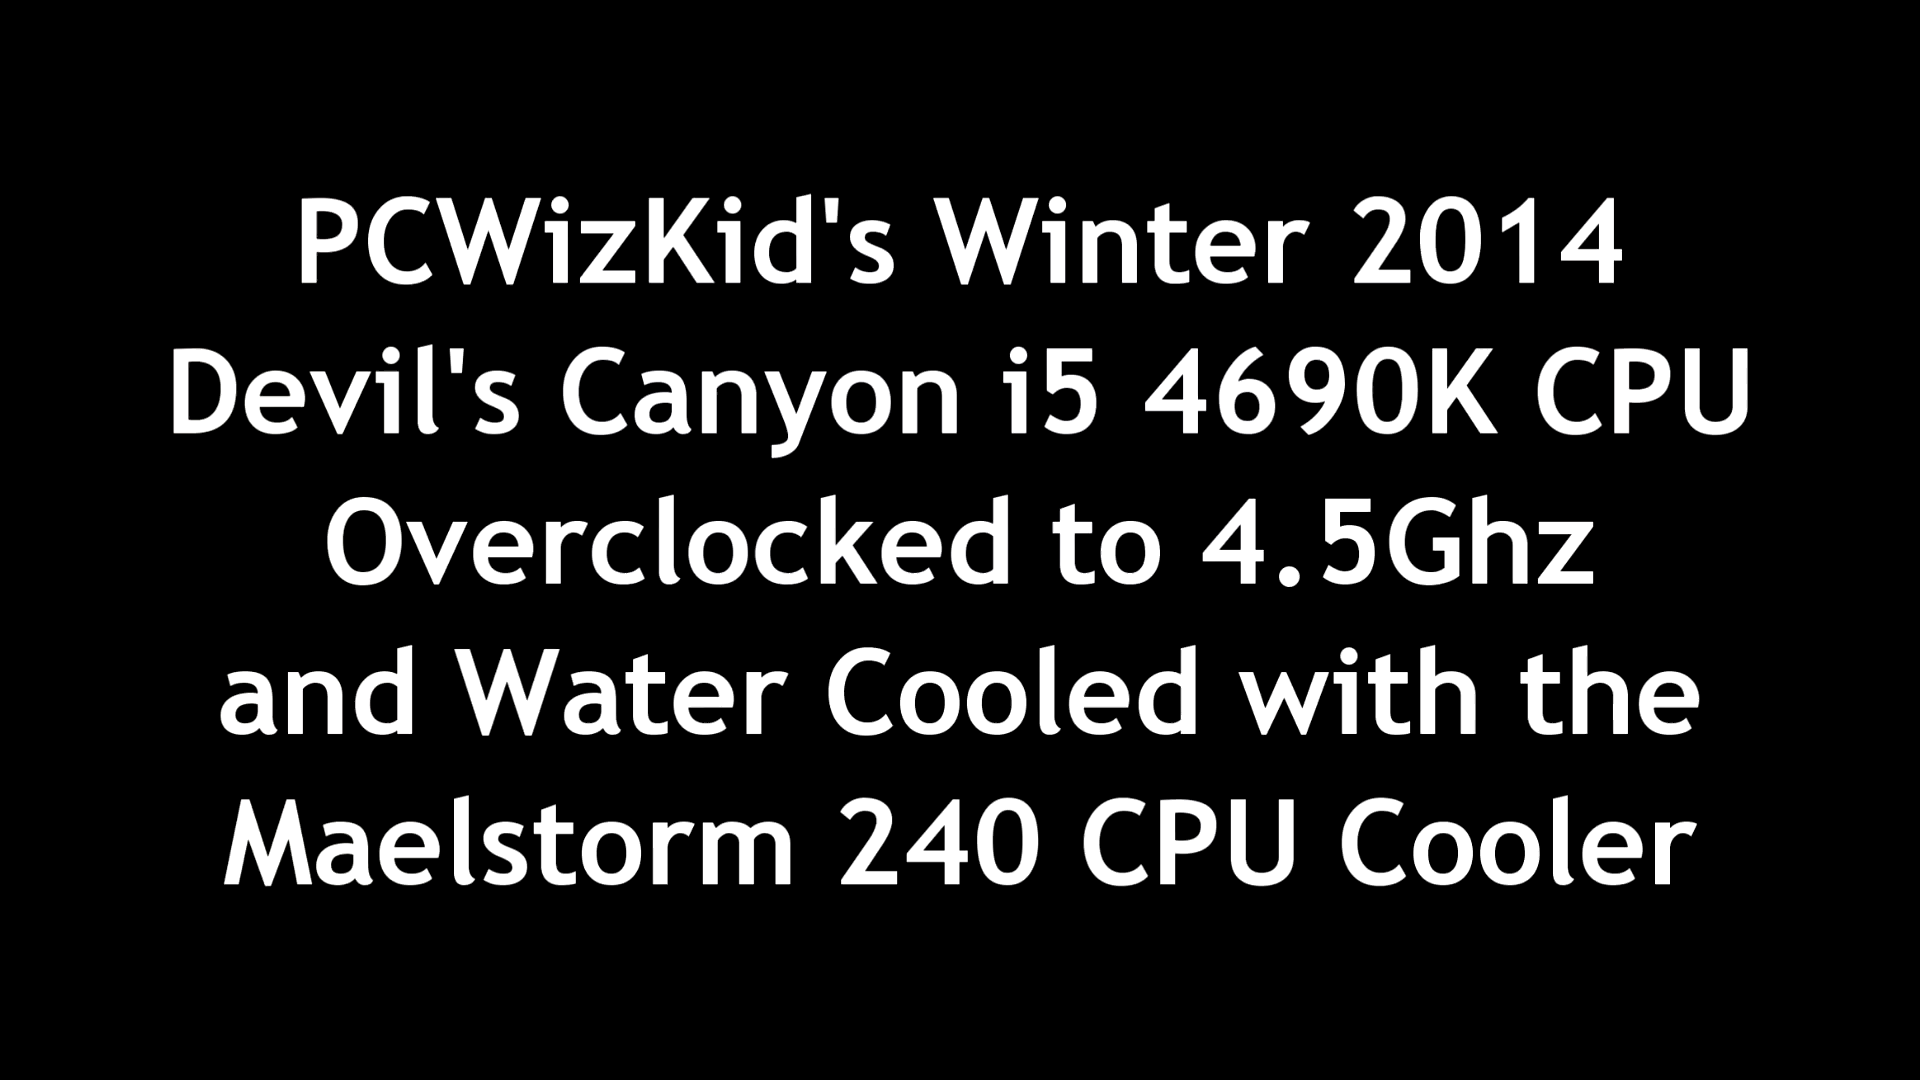 PCWizKid's Winter 2014
Devil's Canyon i5 4690K CPU
Overclocked to 4.5Ghz
and Water Cooled with the
Maelstorm 240 CPU Cooler